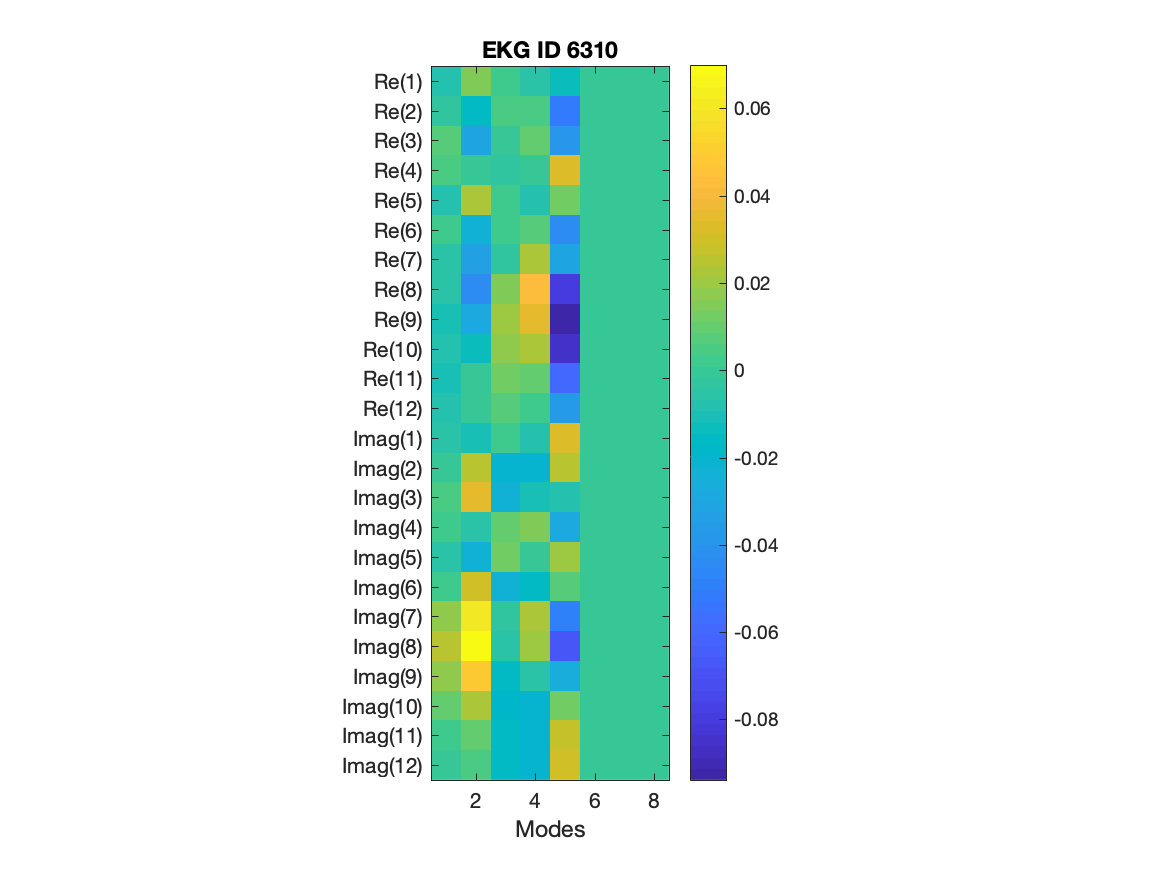 EKG ID 6310
Re(1)
Re(2)
Re(3)
Re(4)
Re(5)
Re(6)
Re(7)
Re(8)
Re(9)
Re(10)
Re(11)
Re(12)
Imag(1)
Imag(2)
Imag(3)
Imag(4)
Imag(5)
Imag(6)
Imag(7)
Imag(8)
Imag(9)
Imag(10)
Imag(11)
Imag(12)
2 4 6 8
Modes
0.06
0.04
0.02
0
-0.02
-0.04
-0.06
-0.08